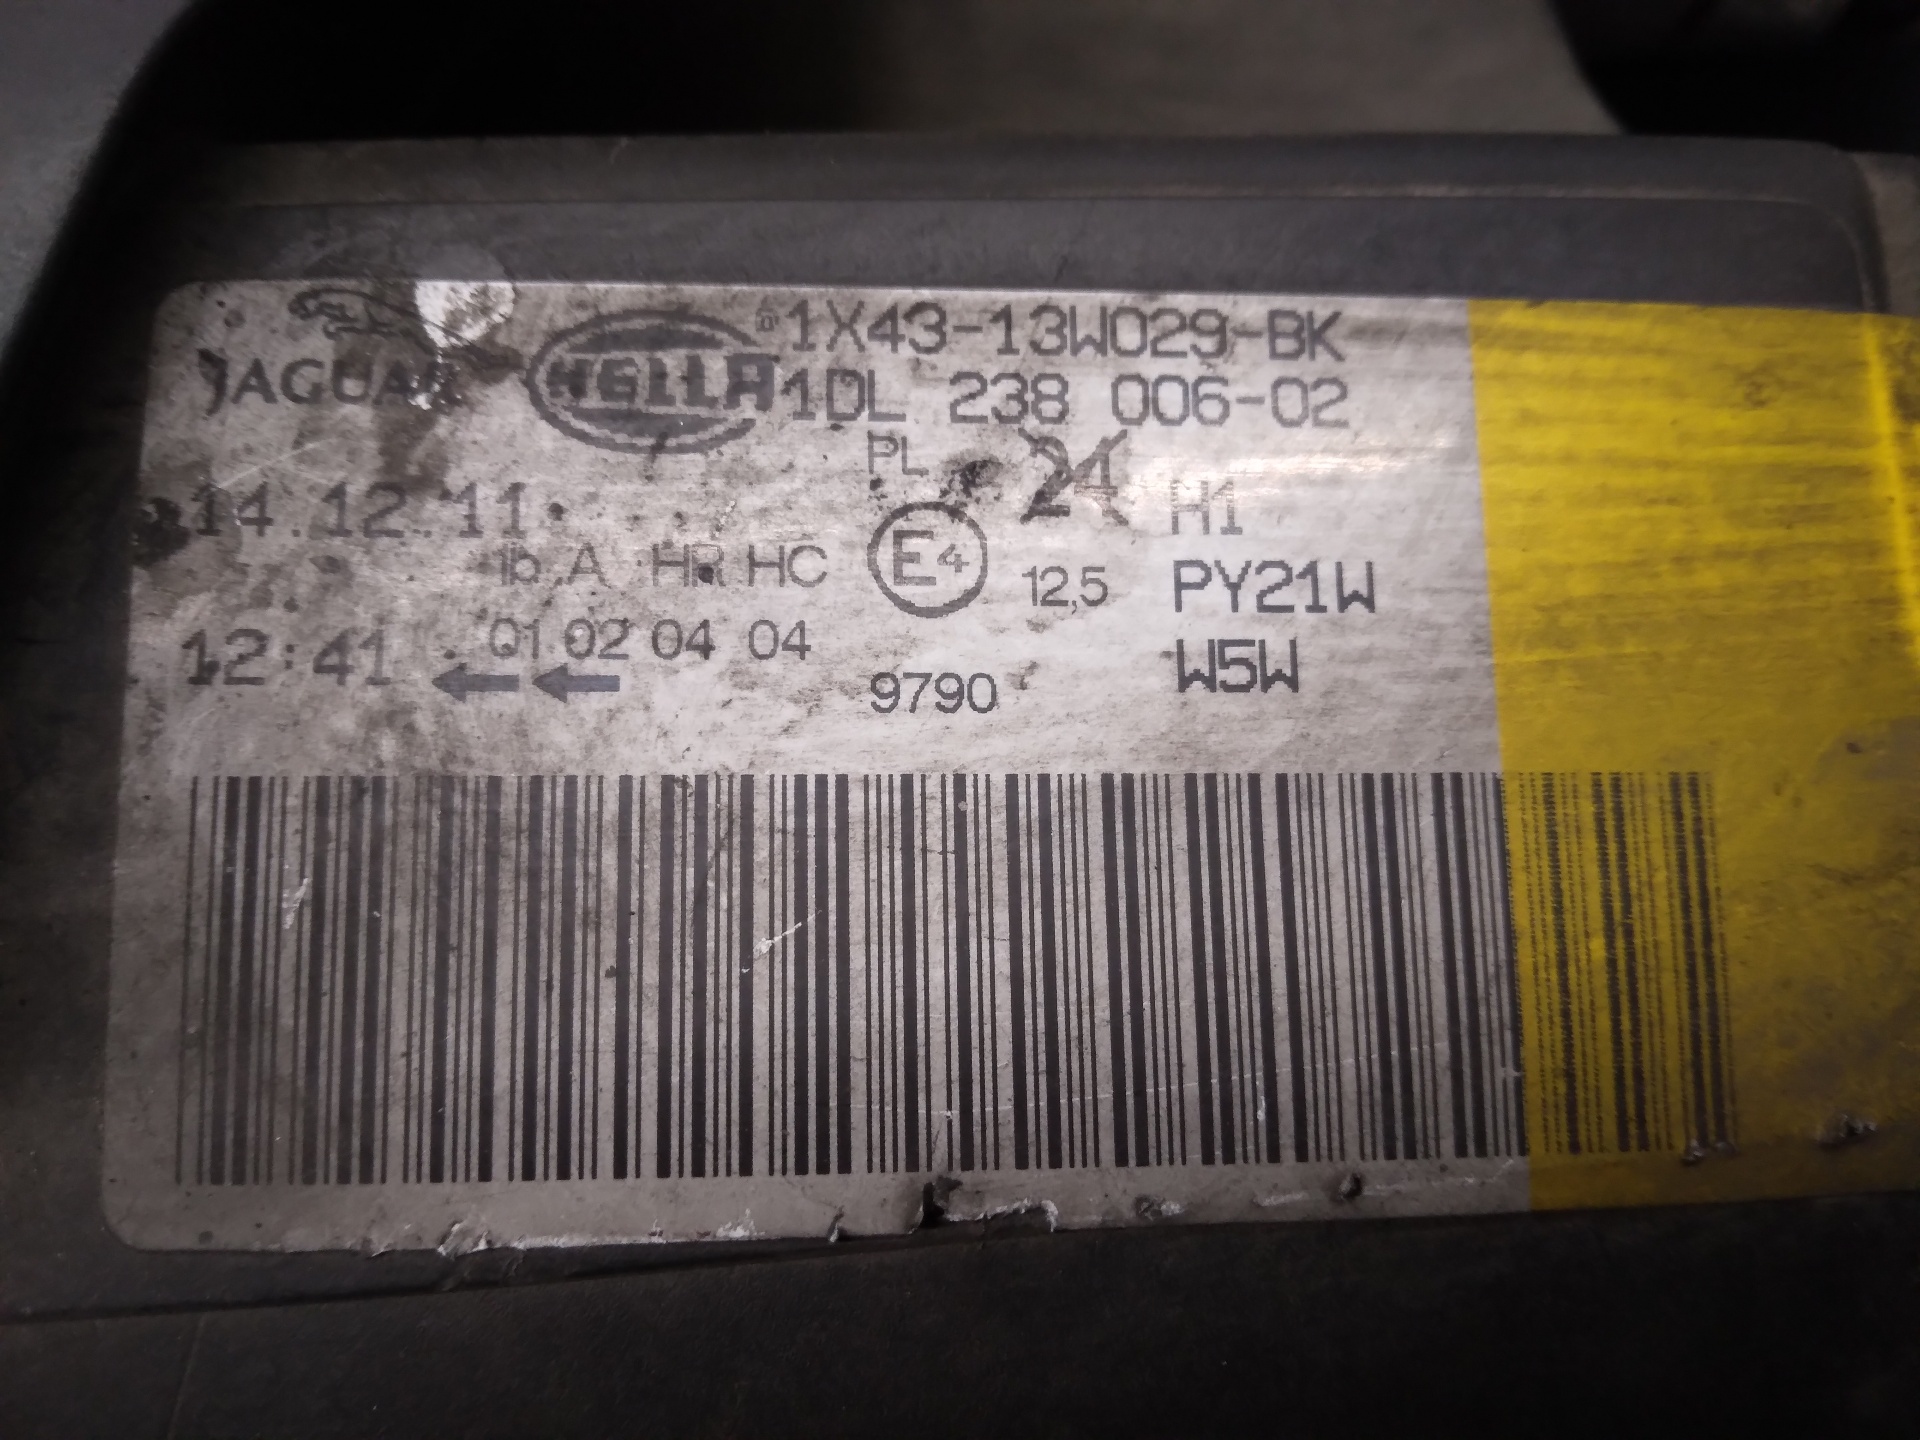 JAGUAR HELLA 1X43-13W029-BK
1DL 238 006-02
PL 24 H1
14.12.11
Ib A HR HC E4 12,5 PY21W
12:41 01 02 04 04 W5W
9790